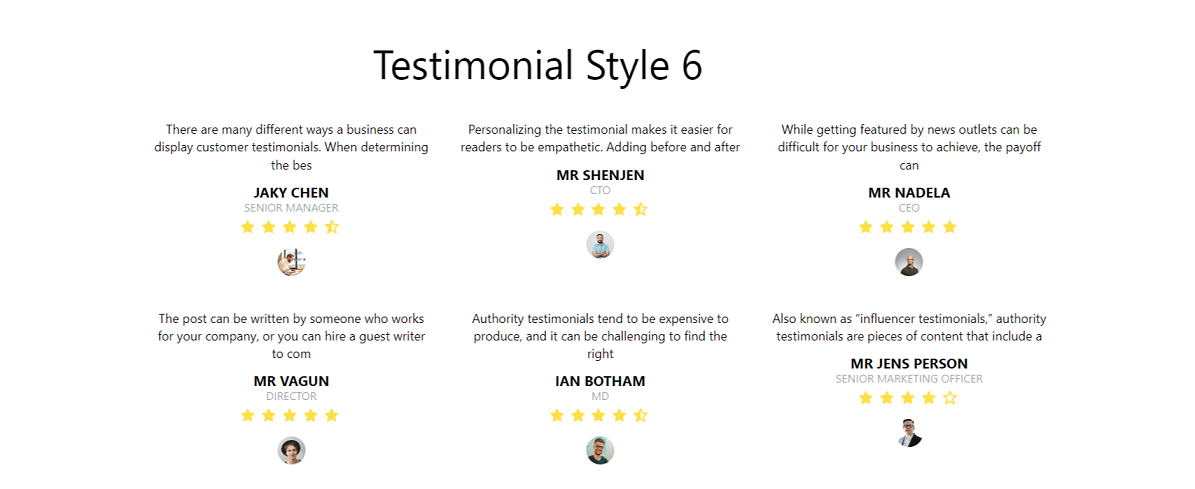 Testimonial Style 6
There are many different ways a business can
display customer testimonials. When determining
the bes
JAKY CHEN
SENIOR MANAGER
Personalizing the testimonial makes it easier for
readers to be empathetic. Adding before and after
MR SHENJEN
CTO
While getting featured by news outlets can be
difficult for your business to achieve, the payoff
can
MR NADELA
CEO
The post can be written by someone who works
for your company, or you can hire a guest writer
to com
MR VAGUN
DIRECTOR
Authority testimonials tend to be expensive to
produce, and it can be challenging to find the
right
IAN BOTHAM
MD
Also known as “influencer testimonials,” authority
testimonials are pieces of content that include a
MR JENS PERSON
SENIOR MARKETING OFFICER